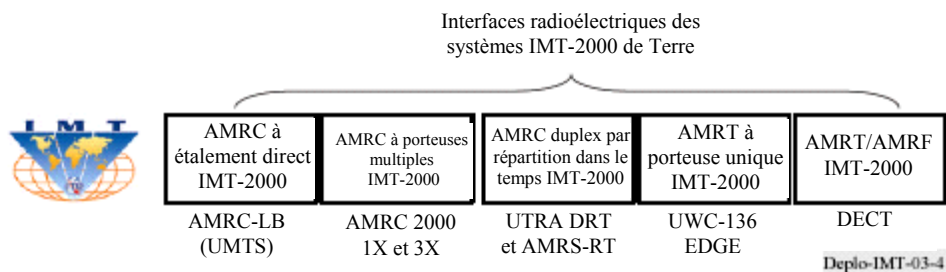 Interfaces radioélectriques des
systèmes IMT-2000 de Terre
I M T
AMRC à
étalement direct
IMT-2000
AMRC à porteuses
multiples
IMT-2000
AMRC duplex par
répartition dans le
temps IMT-2000
AMRT à
porteuse unique
IMT-2000
AMRT/AMRF
IMT-2000
AMRC-LB
(UMTS)
AMRC 2000
1X et 3X
UTRA DRT
et AMRS-RT
UWC-136
EDGE
DECT
Deplo-IMT-03-4